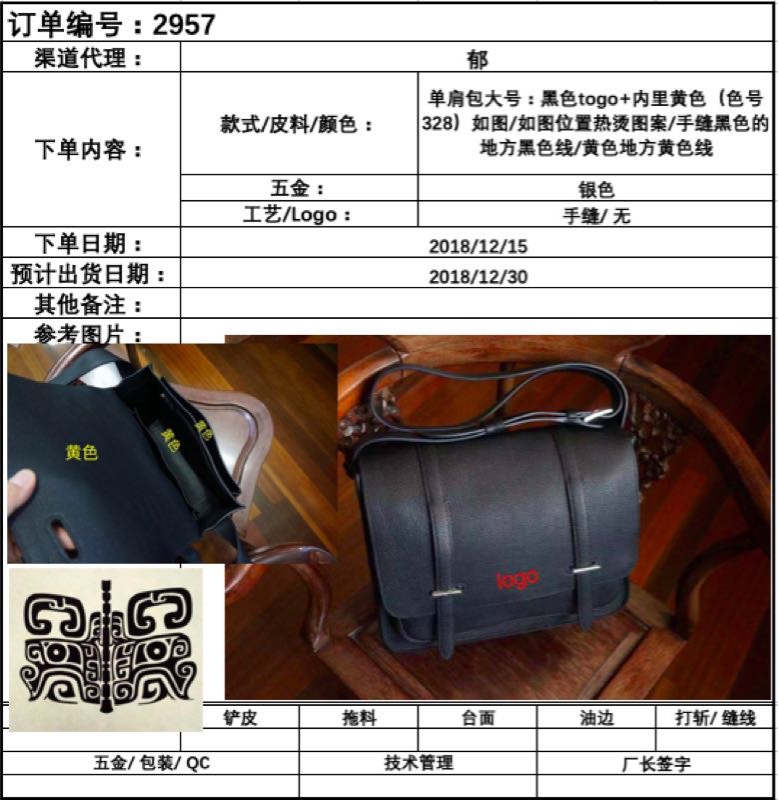 订单编号：2957
渠道代理： 郁
下单内容： 款式/皮料/颜色： 单肩包大号：黑色togo+内里黄色（色号
328）如图/如图位置热烫图案/手缝黑色的
地方黑色线/黄色地方黄色线
五金： 银色
工艺/Logo： 手缝/ 无
下单日期： 2018/12/15
预计出货日期： 2018/12/30
其他备注：
参考图片：
黄色
黄色
黄色
logo
铲皮 拖料 台面 油边 打斩/ 缝线
五金/ 包装/ QC 技术管理 厂长签字